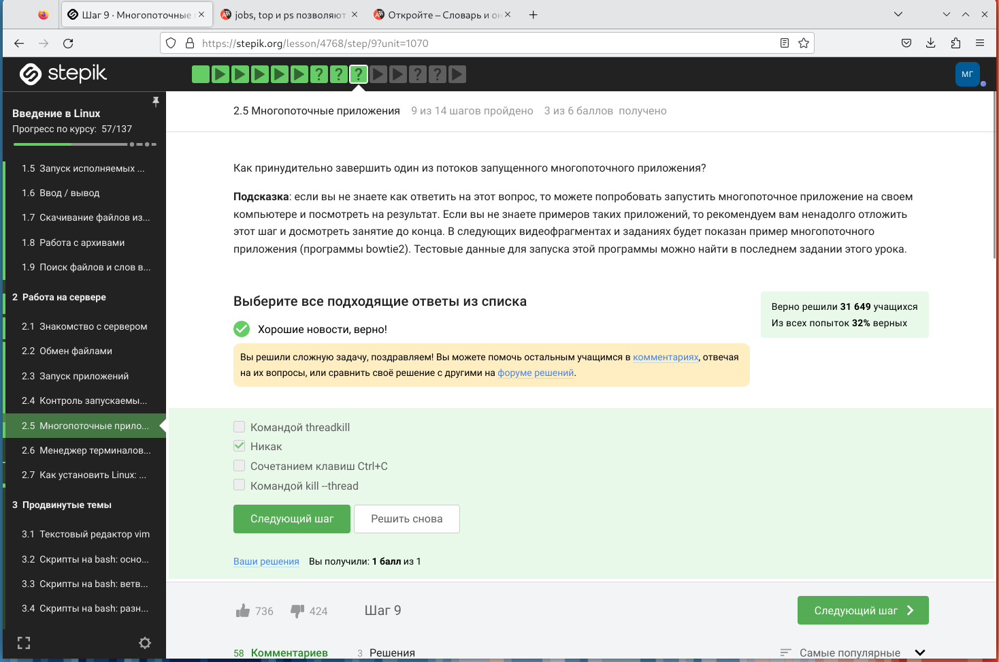 Шаг 9 · Многопоточные
jobs, top и ps позволяют
Откройте – Словарь и он
https://stepik.org/lesson/4768/step/9?unit=1070
stepik
? ? ? ? ?
МГ
Введение в Linux
Прогресс по курсу: 57/137
1.5 Запуск исполняемых ...
1.6 Ввод / вывод
1.7 Скачивание файлов из...
1.8 Работа с архивами
1.9 Поиск файлов и слов в...
2 Работа на сервере
2.1 Знакомство с сервером
2.2 Обмен файлами
2.3 Запуск приложений
2.4 Контроль запускаемы...
2.5 Многопоточные прило...
2.6 Менеджер терминалов...
2.7 Как установить Linux: ...
3 Продвинутые темы
3.1 Текстовый редактор vim
3.2 Скрипты на bash: осно...
3.3 Скрипты на bash: ветв...
3.4 Скрипты на bash: разн...
2.5 Многопоточные приложения 9 из 14 шагов пройдено 3 из 6 баллов получено
Как принудительно завершить один из потоков запущенного многопоточного приложения?
Подсказка: если вы не знаете как ответить на этот вопрос, то можете попробовать запустить многопоточное приложение на своем
компьютере и посмотреть на результат. Если вы не знаете примеров таких приложений, то рекомендуем вам ненадолго отложить
этот шаг и досмотреть занятие до конца. В следующих видеофрагментах и заданиях будет показан пример многопоточного
приложения (программы bowtie2). Тестовые данные для запуска этой программы можно найти в последнем задании этого урока.
Выберите все подходящие ответы из списка
Верно решили 31 649 учащихся
Из всех попыток 32% верных
Хорошие новости, верно!
Вы решили сложную задачу, поздравляем! Вы можете помочь остальным учащимся в комментариях, отвечая
на их вопросы, или сравнить своё решение с другими на форуме решений.
Командой threadkill
Никак
Сочетанием клавиш Ctrl+C
Командой kill --thread
Следующий шаг
Решить снова
Ваши решения Вы получили: 1 балл из 1
736 424 Шаг 9
Следующий шаг
58 Комментариев 3 Решения
Самые популярные